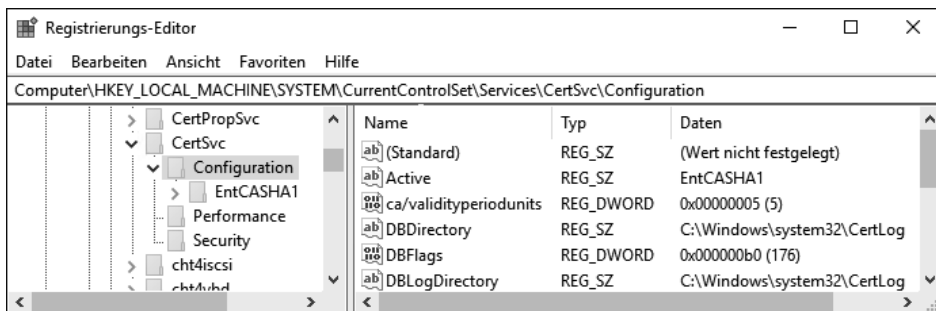 Registrierungs-Editor
Datei Bearbeiten Ansicht Favoriten Hilfe
Computer\HKEY_LOCAL_MACHINE\SYSTEM\CurrentControlSet\Services\CertSvc\Configuration
CertPropSvc
CertSvc
Configuration
EntCASHA1
Performance
Security
cht4iscsi
cht4vbd
Name Typ Daten
(Standard) REG_SZ (Wert nicht festgelegt)
Active REG_SZ EntCASHA1
ca/validityperiodunits REG_DWORD 0x00000005 (5)
DBDirectory REG_SZ C:\Windows\system32\CertLog
DBFlags REG_DWORD 0x000000b0 (176)
DBLogDirectory REG_SZ C:\Windows\system32\CertLog